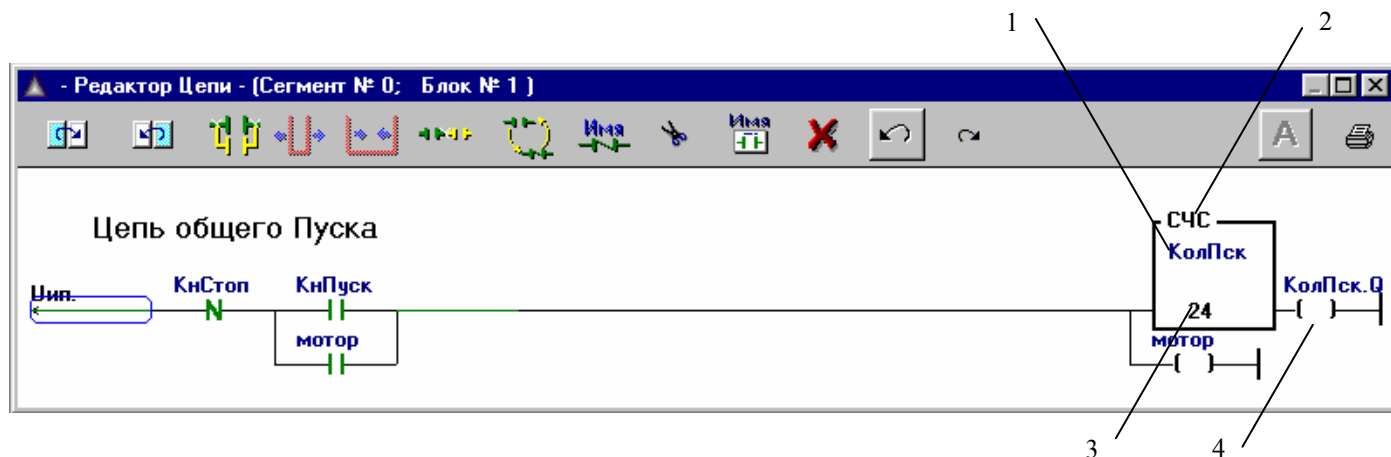 1 2
- Редактор Цепи - (Сегмент № 0; Блок № 1 )
Имя Имя A
Цепь общего Пуска
СЧС
КолПск
Uип. КнСтоп КнПуск КолПск.Q
N 24
мотор мотор
3 4